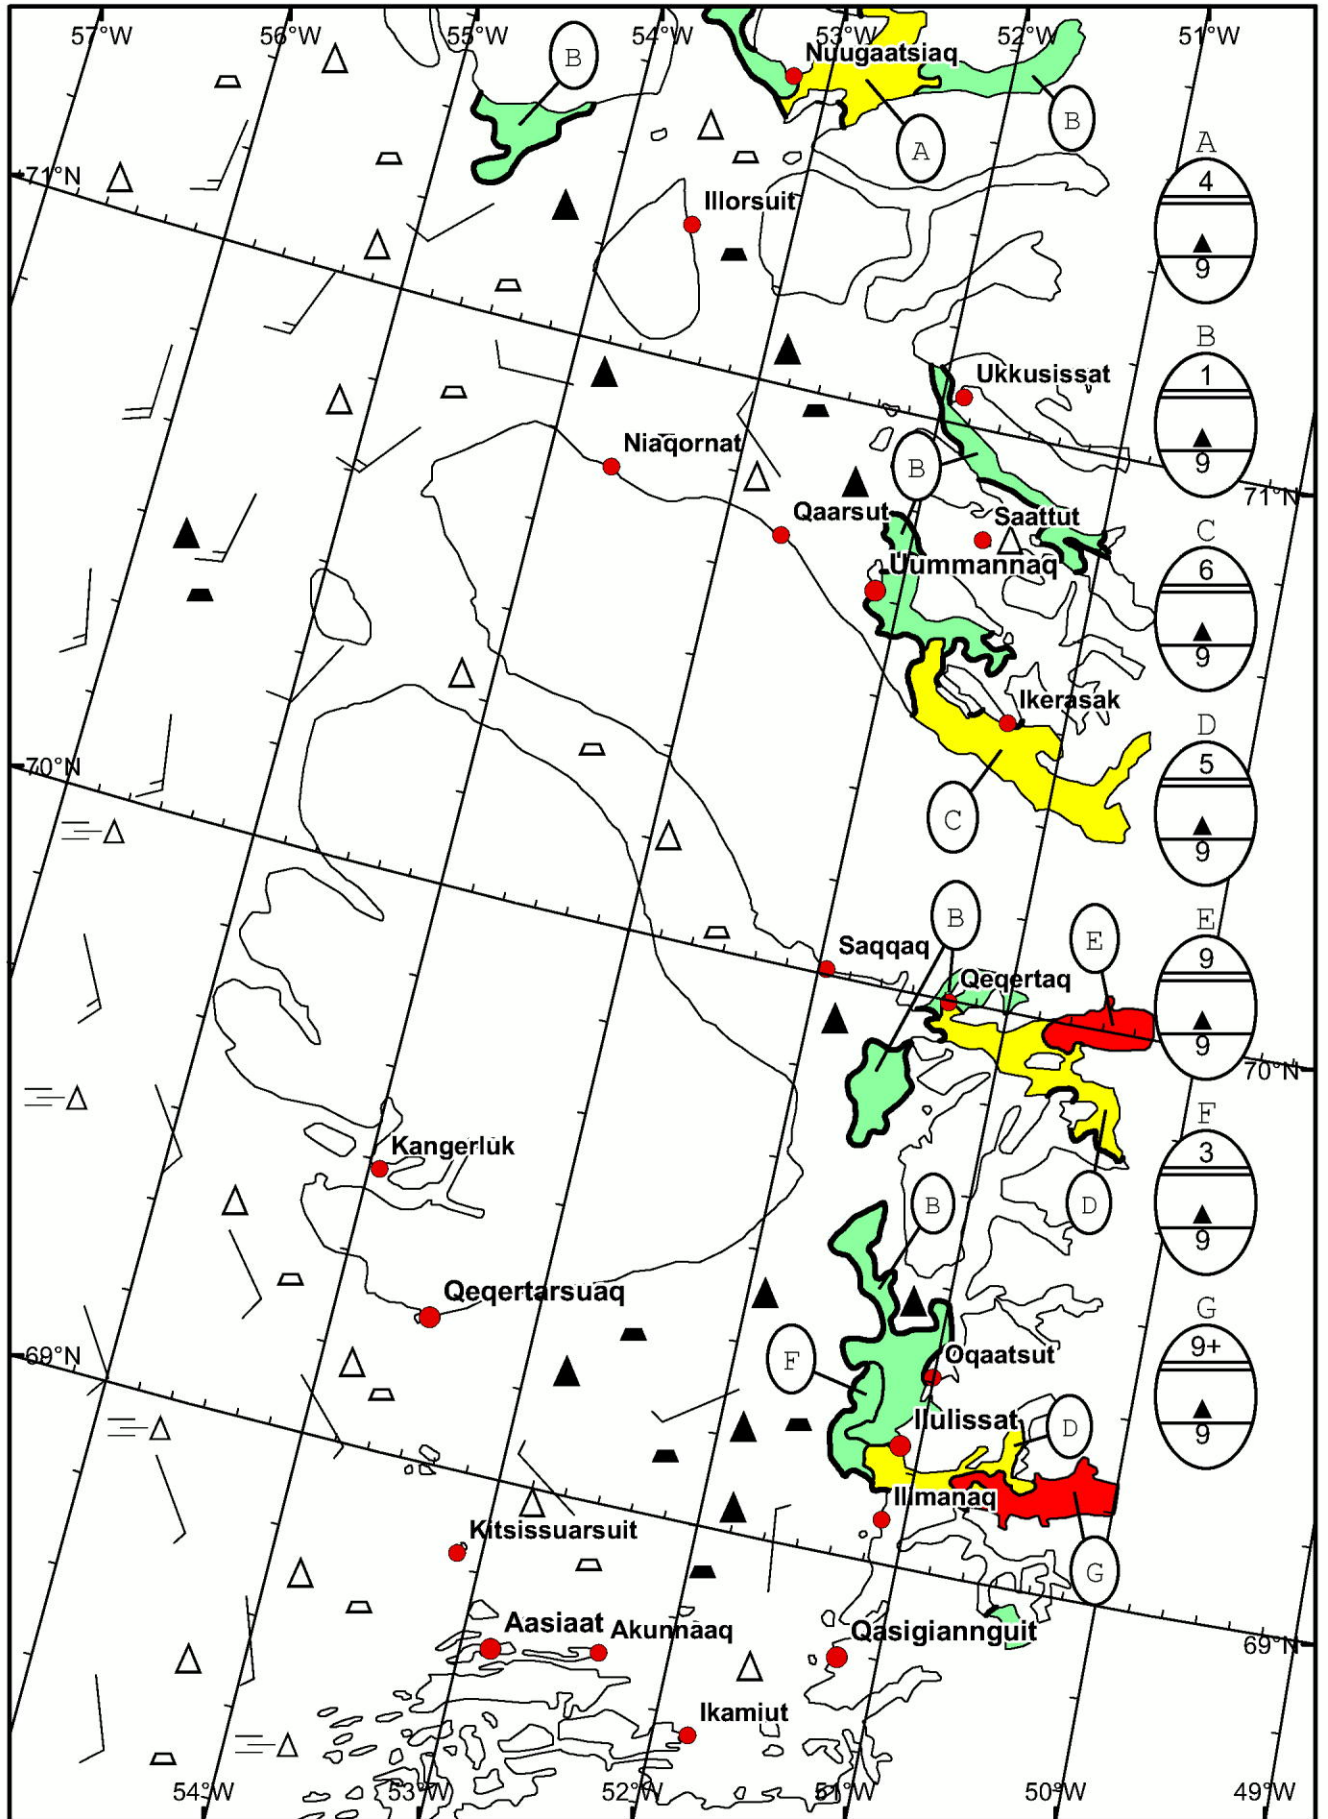 57°W 56°W 55°W 54°W 53°W 52°W 51°W
Nuugaatsiaq
B
B
A
A
4
9
71°N
Illorsuit
B
1
9
Ukkusissat
Niaqornat
B
71°N
Qaarsut
Saattut
C
6
9
Uummannaq
Ikerasak
D
5
9
70°N
C
B
E
E
9
9
Saqqaq
Qeqertaq
70°N
F
3
9
Kangerluk
B
D
Qeqertarsuaq
G
9+
9
69°N
F
Oqaatsut
Ilulissat
D
Ilimanaq
Kitsissuarsuit
G
Aasiaat
Akunnaaq
Qasigiannguit
69°N
Ikamiut
54°W 53°W 52°W 51°W 50°W 49°W